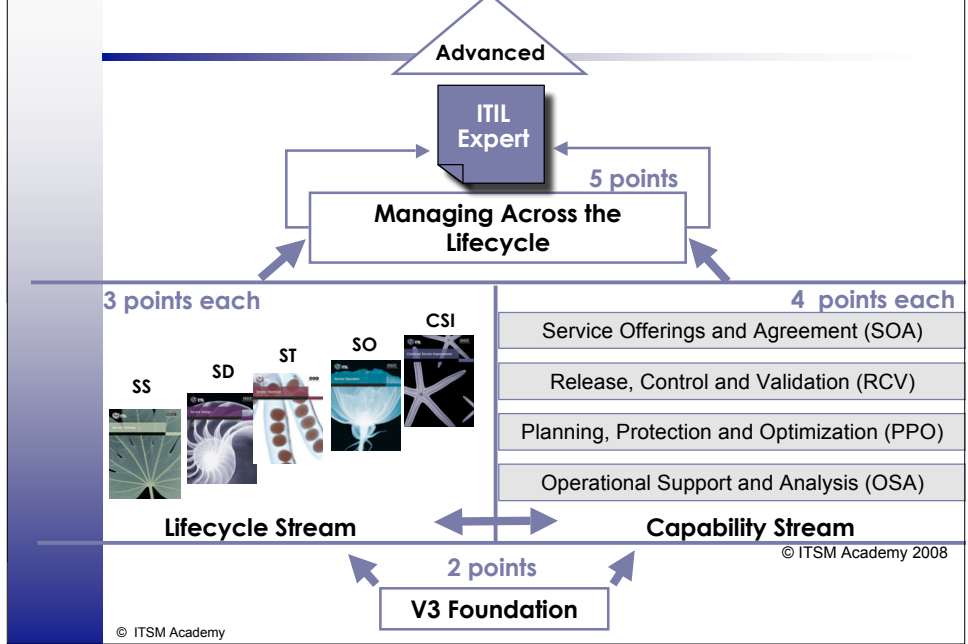 Advanced
ITIL
Expert
5 points
Managing Across the
Lifecycle
3 points each
4 points each
CSI
SO
ST
SD
SS
Service Offerings and Agreement (SOA)
Release, Control and Validation (RCV)
Planning, Protection and Optimization (PPO)
Operational Support and Analysis (OSA)
Lifecycle Stream
Capability Stream
© ITSM Academy 2008
2 points
V3 Foundation
© ITSM Academy